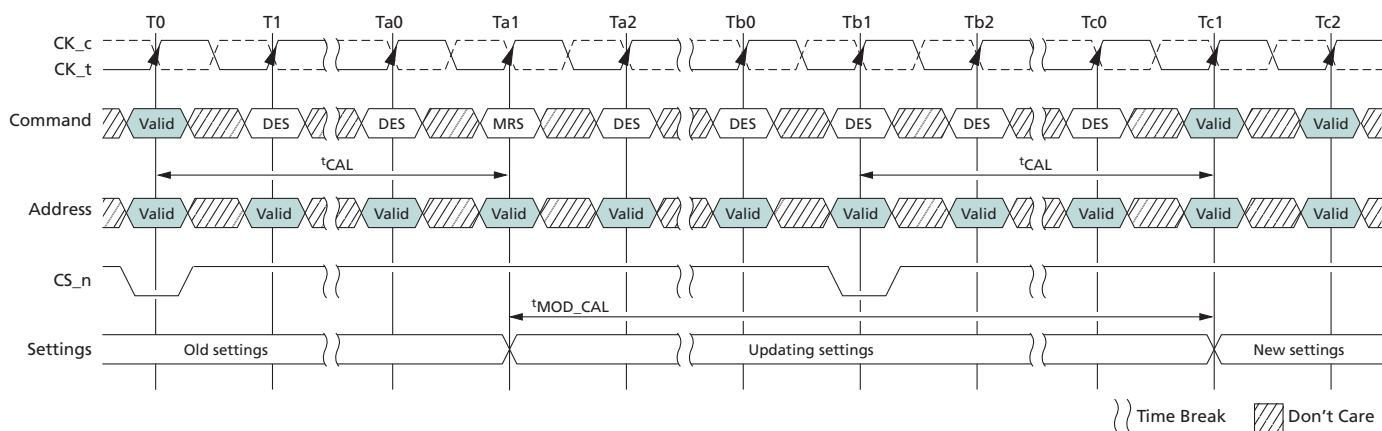 T0 T1 Ta0 Ta1 Ta2 Tb0 Tb1 Tb2 Tc0 Tc1 Tc2
CK_c
CK_t
Command Valid DES DES MRS DES DES DES DES DES Valid Valid
tCAL tCAL
Address Valid Valid Valid Valid Valid Valid Valid Valid Valid Valid Valid
CS_n
tMOD_CAL
Settings Old settings Updating settings New settings
Time Break Don't Care